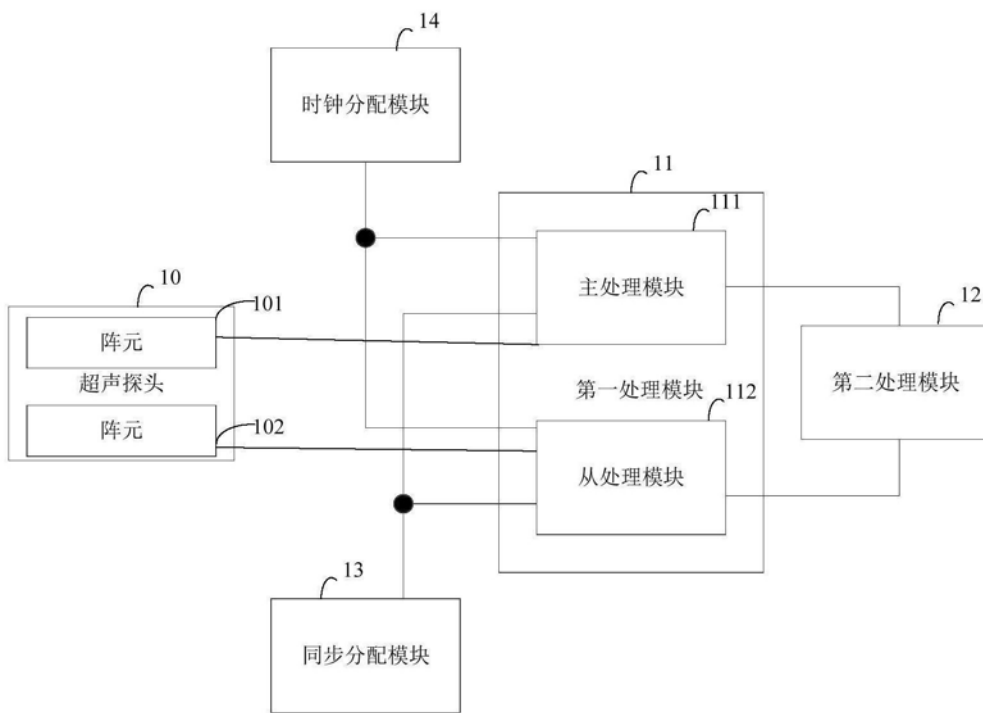 14
时钟分配模块
11
111
主处理模块
10
101
阵元
超声探头
阵元
102
第一处理模块
112
从处理模块
12
第二处理模块
13
同步分配模块